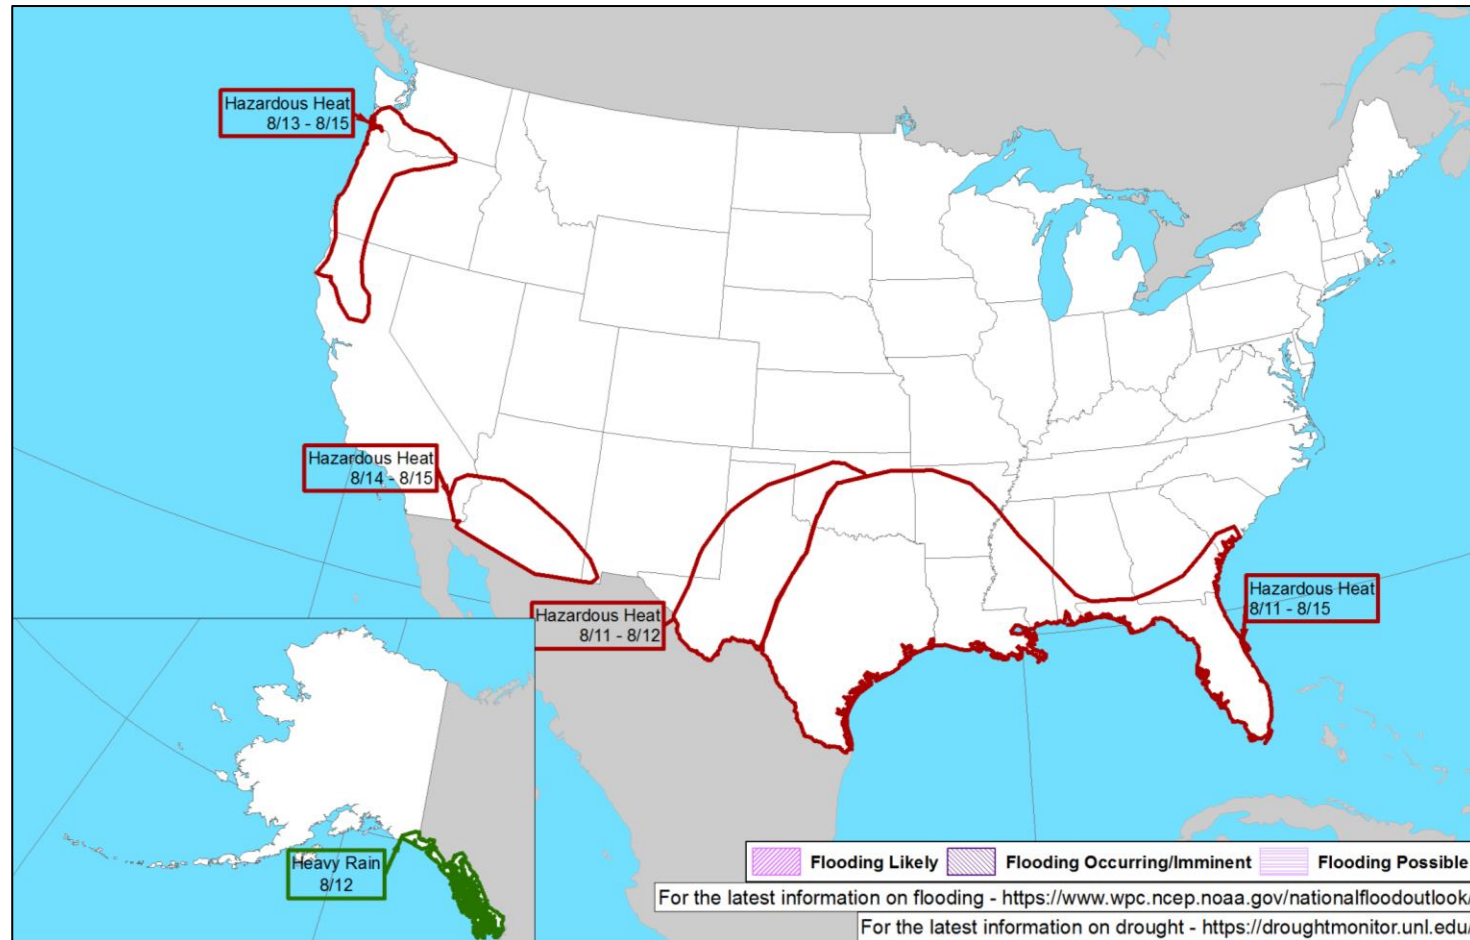 Hazardous Heat
8/13 - 8/15
Hazardous Heat
8/14 - 8/15
Hazardous Heat
8/11 - 8/12
Hazardous Heat
8/11 - 8/15
Heavy Rain
8/12
Flooding Likely Flooding Occurring/Imminent Flooding Possible
For the latest information on flooding - https://www.wpc.ncep.noaa.gov/nationalfloodoutlook/
For the latest information on drought - https://droughtmonitor.unl.edu/